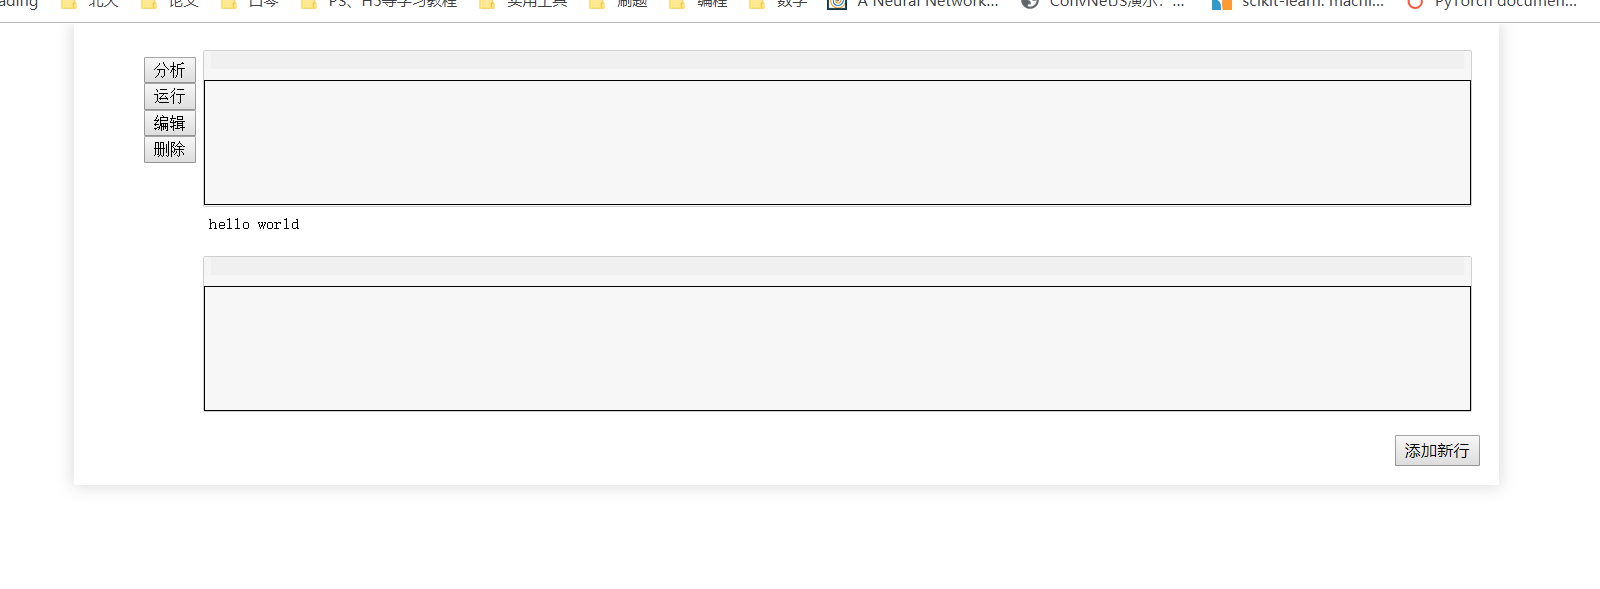 ading 北大 论文 口琴 PS、H5等学习教程 实用工具 刷题 编程 数学 A Neural Network... ConvNetJS演示：... scikit-learn: machi... PyTorch documen...
分析
运行
编辑
删除
hello world
添加新行